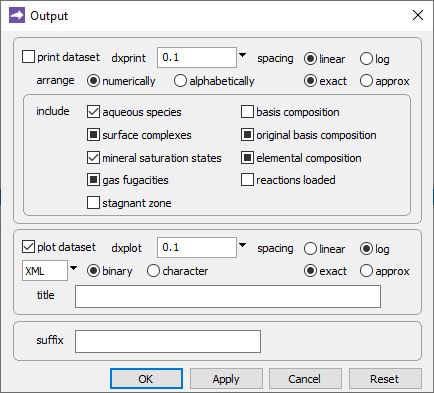 Output
print dataset dxprint 0.1 spacing linear log
arrange numerically alphabetically exact approx
include aqueous species basis composition
surface complexes original basis composition
mineral saturation states elemental composition
gas fugacities reactions loaded
stagnant zone
plot dataset dxplot 0.1 spacing linear log
XML binary character exact approx
title
suffix
OK Apply Cancel Reset